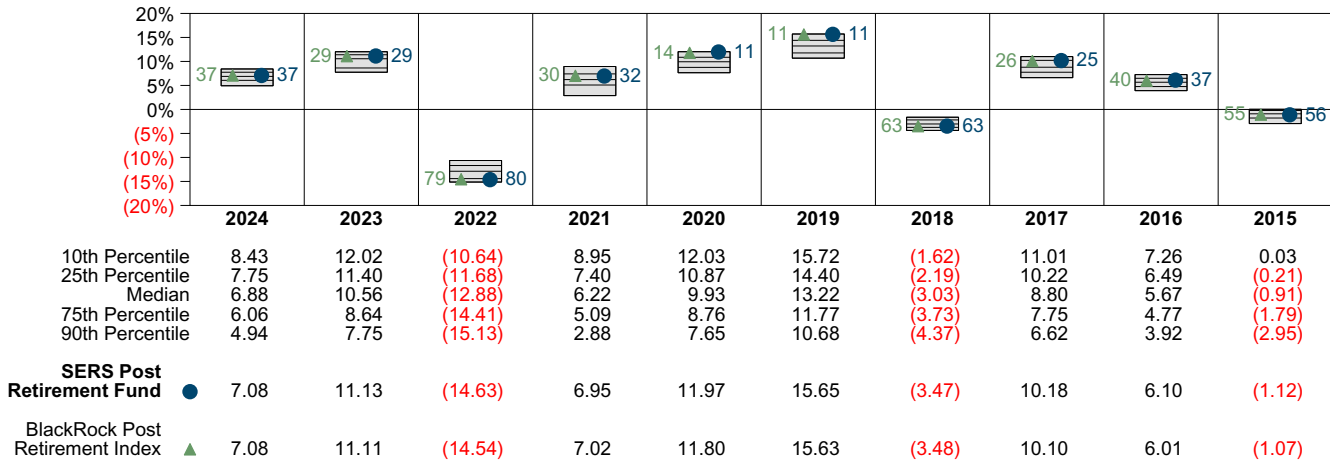 20%
15%
10%
5%
0%
(5%)
(10%)
(15%)
(20%)
37 37
29 29
79 80
30 32
14 11
11 11
63 63
26 25
40 37
55 56
2024 2023 2022 2021 2020 2019 2018 2017 2016 2015
10th Percentile 8.43 12.02 (10.64) 8.95 12.03 15.72 (1.62) 11.01 7.26 0.03
25th Percentile 7.75 11.40 (11.68) 7.40 10.87 14.40 (2.19) 10.22 6.49 (0.21)
Median 6.88 10.56 (12.88) 6.22 9.93 13.22 (3.03) 8.80 5.67 (0.91)
75th Percentile 6.06 8.64 (14.41) 5.09 8.76 11.77 (3.73) 7.75 4.77 (1.79)
90th Percentile 4.94 7.75 (15.13) 2.88 7.65 10.68 (4.37) 6.62 3.92 (2.95)
SERS Post
Retirement Fund 7.08 11.13 (14.63) 6.95 11.97 15.65 (3.47) 10.18 6.10 (1.12)
BlackRock Post
Retirement Index 7.08 11.11 (14.54) 7.02 11.80 15.63 (3.48) 10.10 6.01 (1.07)